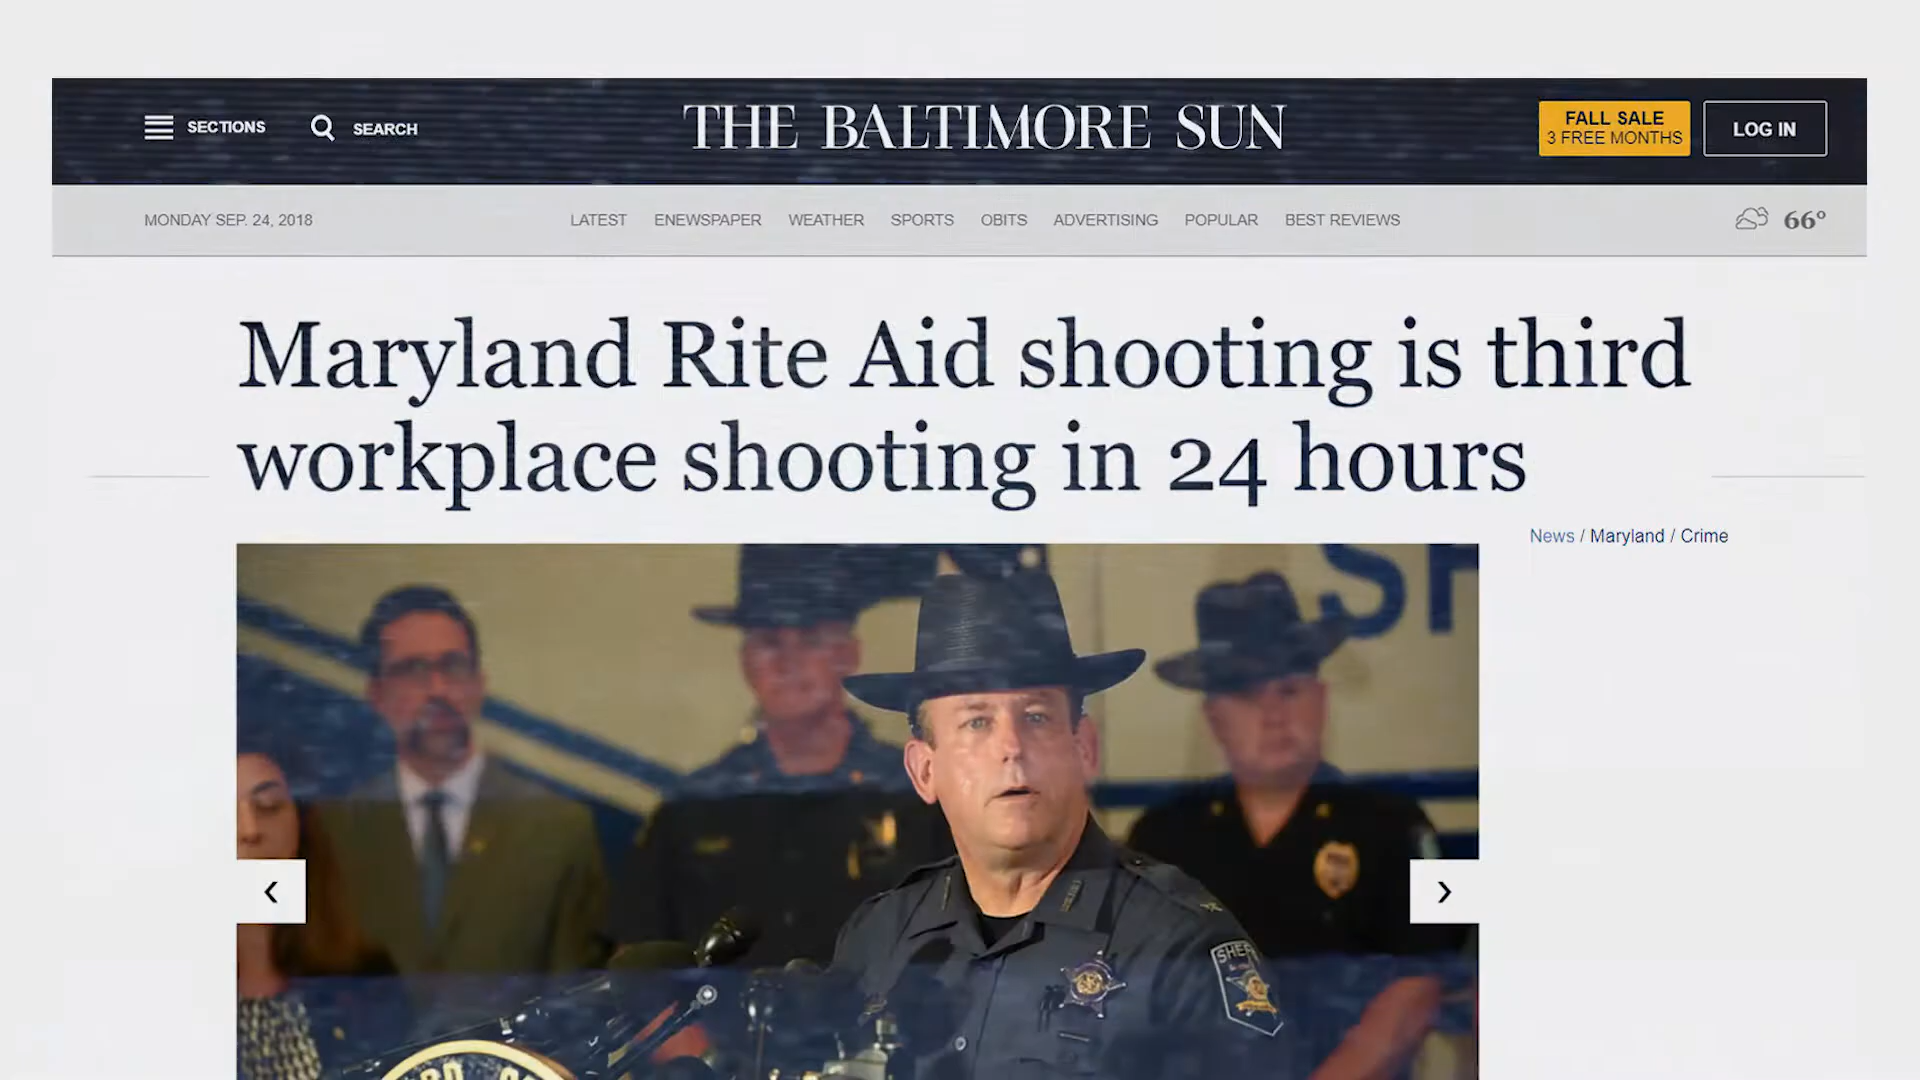 SECTIONS
SEARCH
THE BALTIMORE SUN
FALL SALE
3 FREE MONTHS
LOG IN
MONDAY SEP. 24, 2018
LATEST
ENEWSPAPER
WEATHER
SPORTS
OBITS
ADVERTISING
POPULAR
BEST REVIEWS
66°
Maryland Rite Aid shooting is third
workplace shooting in 24 hours
News / Maryland / Crime